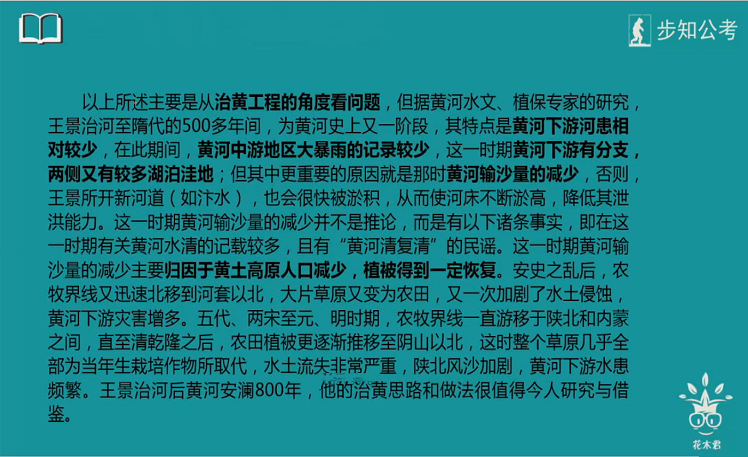 步知公考
以上所述主要是从治黄工程的角度看问题，但据黄河水文、植保专家的研究，
王景治河至隋代的500多年间，为黄河史上又一阶段，其特点是黄河下游河患相
对较少，在此期间，黄河中游地区大暴雨的记录较少，这一时期黄河下游有分支，
两侧又有较多湖泊洼地；但其中更重要的原因就是那时黄河输沙量的减少，否则，
王景所开新河道（如汴水），也会很快被淤积，从而使河床不断淤高，降低其泄
洪能力。这一时期黄河输沙量的减少并不是推论，而是有以下诸条事实，即在这
一时期有关黄河水清的记载较多，且有“黄河清复清”的民谣。这一时期黄河输
沙量的减少主要归因于黄土高原人口减少，植被得到一定恢复。安史之乱后，农
牧界线又迅速北移到河套以北，大片草原又变为农田，又一次加剧了水土侵蚀，
黄河下游灾害增多。五代、两宋至元、明时期，农牧界线一直游移于陕北和内蒙
之间，直至清乾隆之后，农田植被更逐渐推移至阴山以北，这时整个草原几乎全
部为当年生栽培作物所取代，水土流失非常严重，陕北风沙加剧，黄河下游水患
频繁。王景治河后黄河安澜800年，他的治黄思路和做法很值得今人研究与借
鉴。
花木君